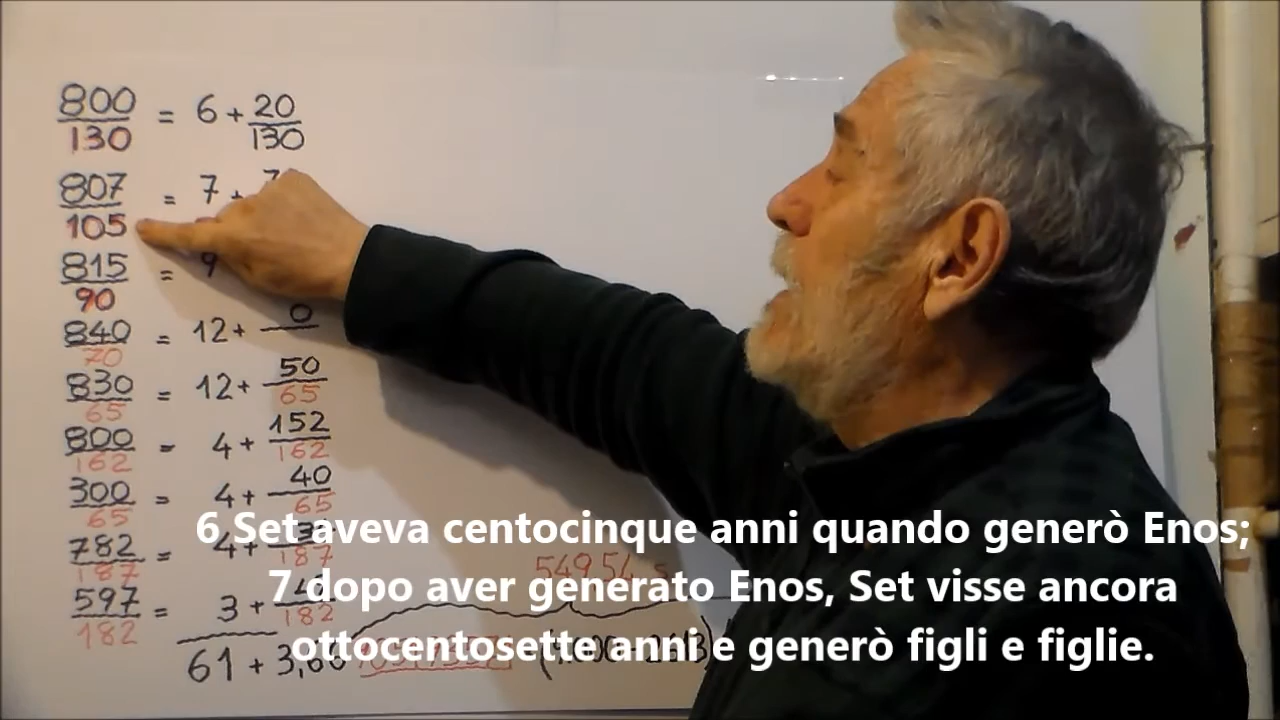 800
130 = 6 + 20
130
807
105 = 7 +
815
90 = 9
840
70 = 12 + 0
830
65 = 12 + 50
65
800
162 = 4 + 152
162
300
65 = 4 + 40
65
782
187 = 4 +
187
597
182 = 3 +
182
61 + 3,
6 Set aveva centocinque anni quando generò Enos;
7 dopo aver generato Enos, Set visse ancora
ottocentosette anni e generò figli e figlie.